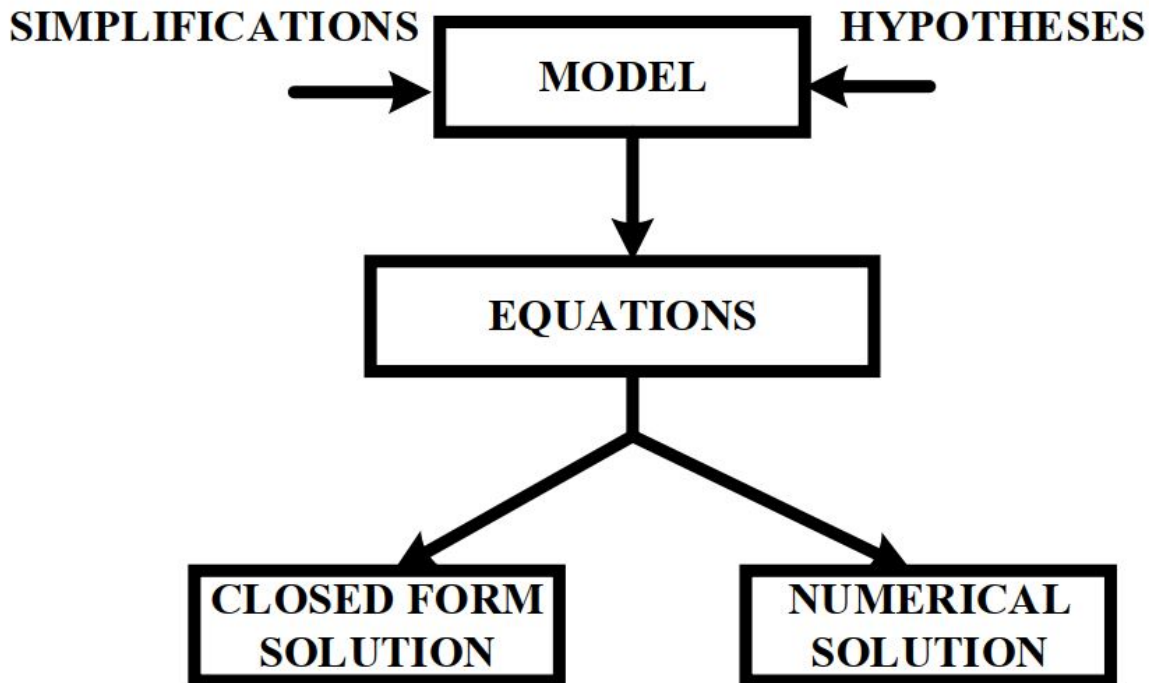 SIMPLIFICATIONS
HYPOTHESES
MODEL
EQUATIONS
CLOSED FORM
SOLUTION
NUMERICAL
SOLUTION